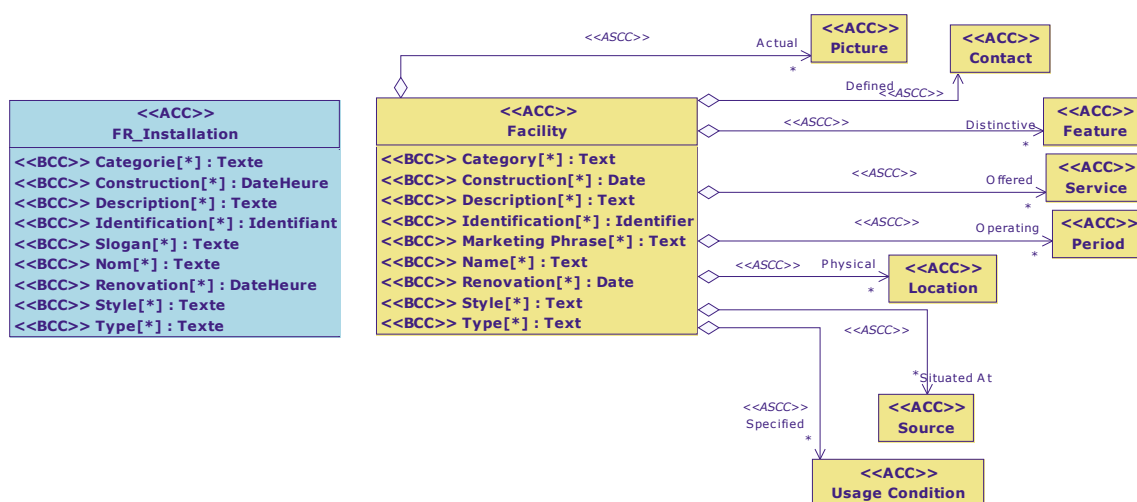 <<ACC>>
FR_Installation
<<BCC>> Categorie[*] : Texte
<<BCC>> Construction[*] : DateHeure
<<BCC>> Description[*] : Texte
<<BCC>> Identification[*] : Identifiant
<<BCC>> Slogan[*] : Texte
<<BCC>> Nom[*] : Texte
<<BCC>> Renovation[*] : DateHeure
<<BCC>> Style[*] : Texte
<<BCC>> Type[*] : Texte
<<ACC>>
Facility
<<BCC>> Category[*] : Text
<<BCC>> Construction[*] : Date
<<BCC>> Description[*] : Text
<<BCC>> Identification[*] : Identifier
<<BCC>> Marketing Phrase[*] : Text
<<BCC>> Name[*] : Text
<<BCC>> Renovation[*] : Date
<<BCC>> Style[*] : Text
<<BCC>> Type[*] : Text
<<ASCC>>
Actual
*
<<ACC>>
Picture
Defined
<<ASCC>>
<<ACC>>
Contact
<<ASCC>>
Distinctive
*
<<ACC>>
Feature
<<ASCC>>
Offered
*
<<ACC>>
Service
<<ASCC>>
Operating
*
<<ACC>>
Period
<<ASCC>>
Physical
*
<<ACC>>
Location
<<ASCC>>
*
Situated At
<<ACC>>
Source
<<ASCC>>
Specified
*
<<ACC>>
Usage Condition